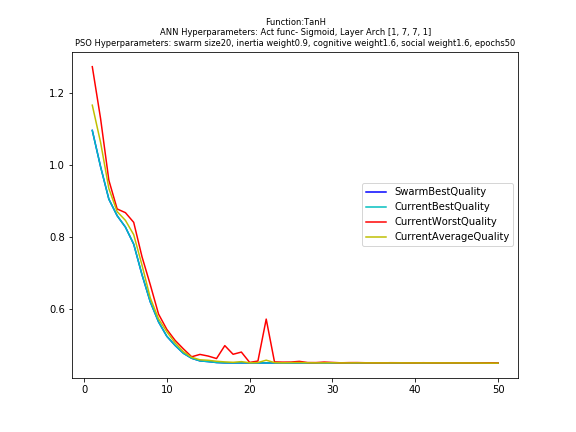 Function:TanH
ANN Hyperparameters: Act func- Sigmoid, Layer Arch [1, 7, 7, 1]
PSO Hyperparameters: swarm size20, inertia weight0.9, cognitive weight1.6, social weight1.6, epochs50
1.2
1.0
0.8
0.6
SwarmBestQuality
CurrentBestQuality
CurrentWorstQuality
CurrentAverageQuality
0 10 20 30 40 50